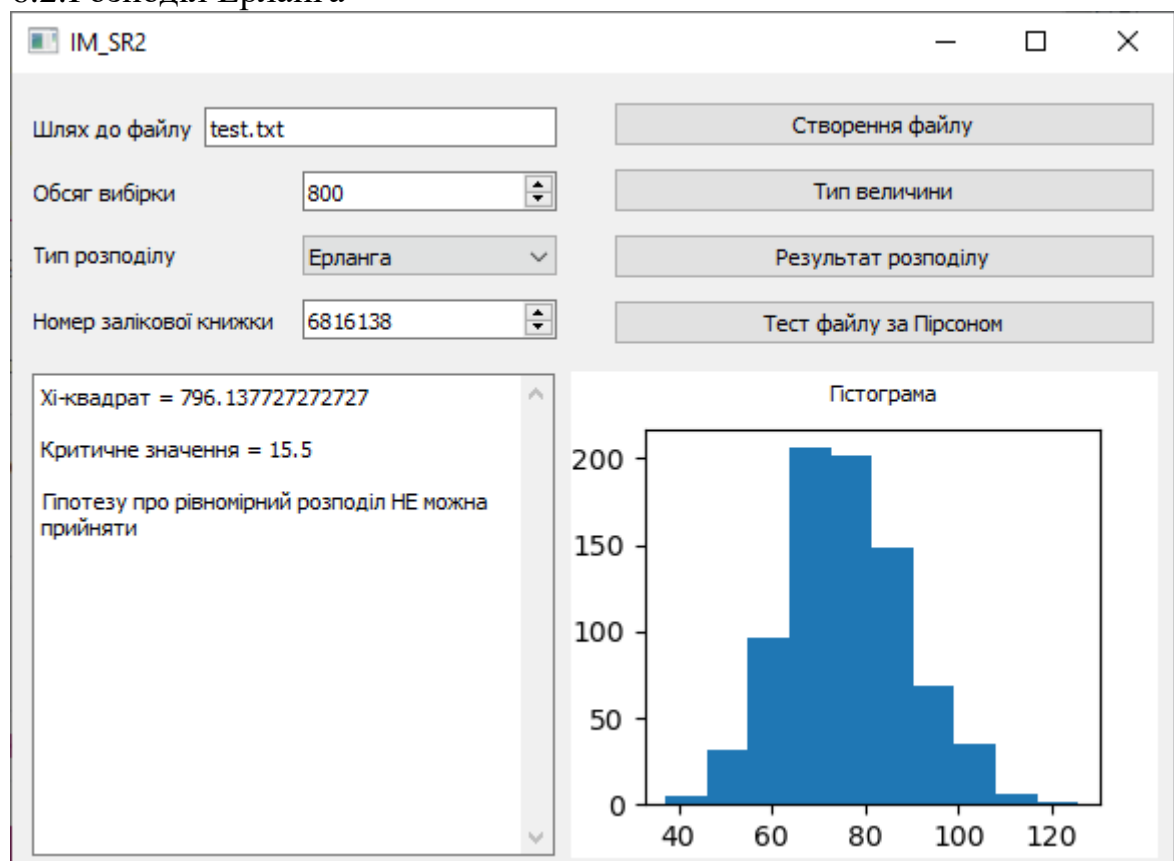 IM_SR2
Шлях до файлу test.txt
Створення файлу
Обсяг вибірки 800
Тип величини
Тип розподілу Ерланга
Результат розподілу
Номер залікової книжки 6816138
Тест файлу за Пірсоном
Хі-квадрат = 796.137727272727
Критичне значення = 15.5
Гіпотезу про рівномірний розподіл НЕ можна
прийняти
Гістограма
200
150
100
50
0
40 60 80 100 120